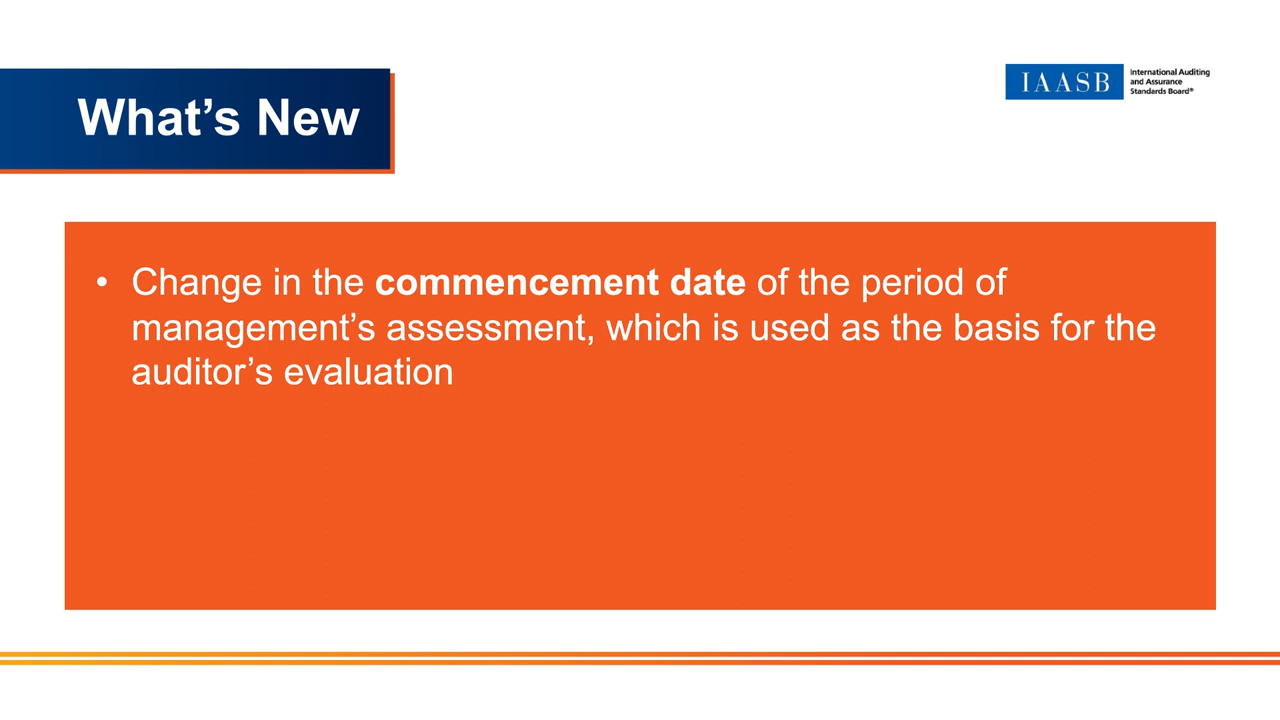 What’s New
IAASB
International Auditing
and Assurance
Standards Board®
• Change in the commencement date of the period of
management’s assessment, which is used as the basis for the
auditor’s evaluation